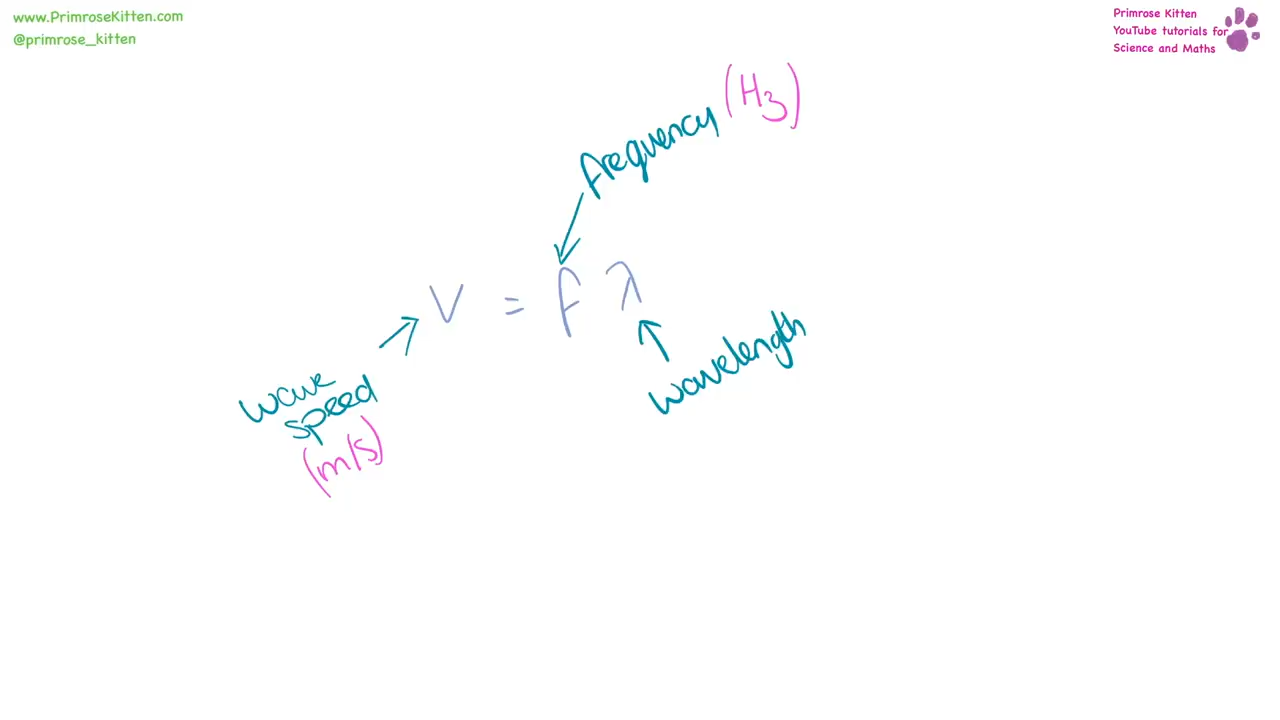 www.PrimroseKitten.com
@primrose_kitten
Primrose Kitten
YouTube tutorials for
Science and Maths
frequency (Hz)
V = F λ
wavelength
wave
speed
(m/s)